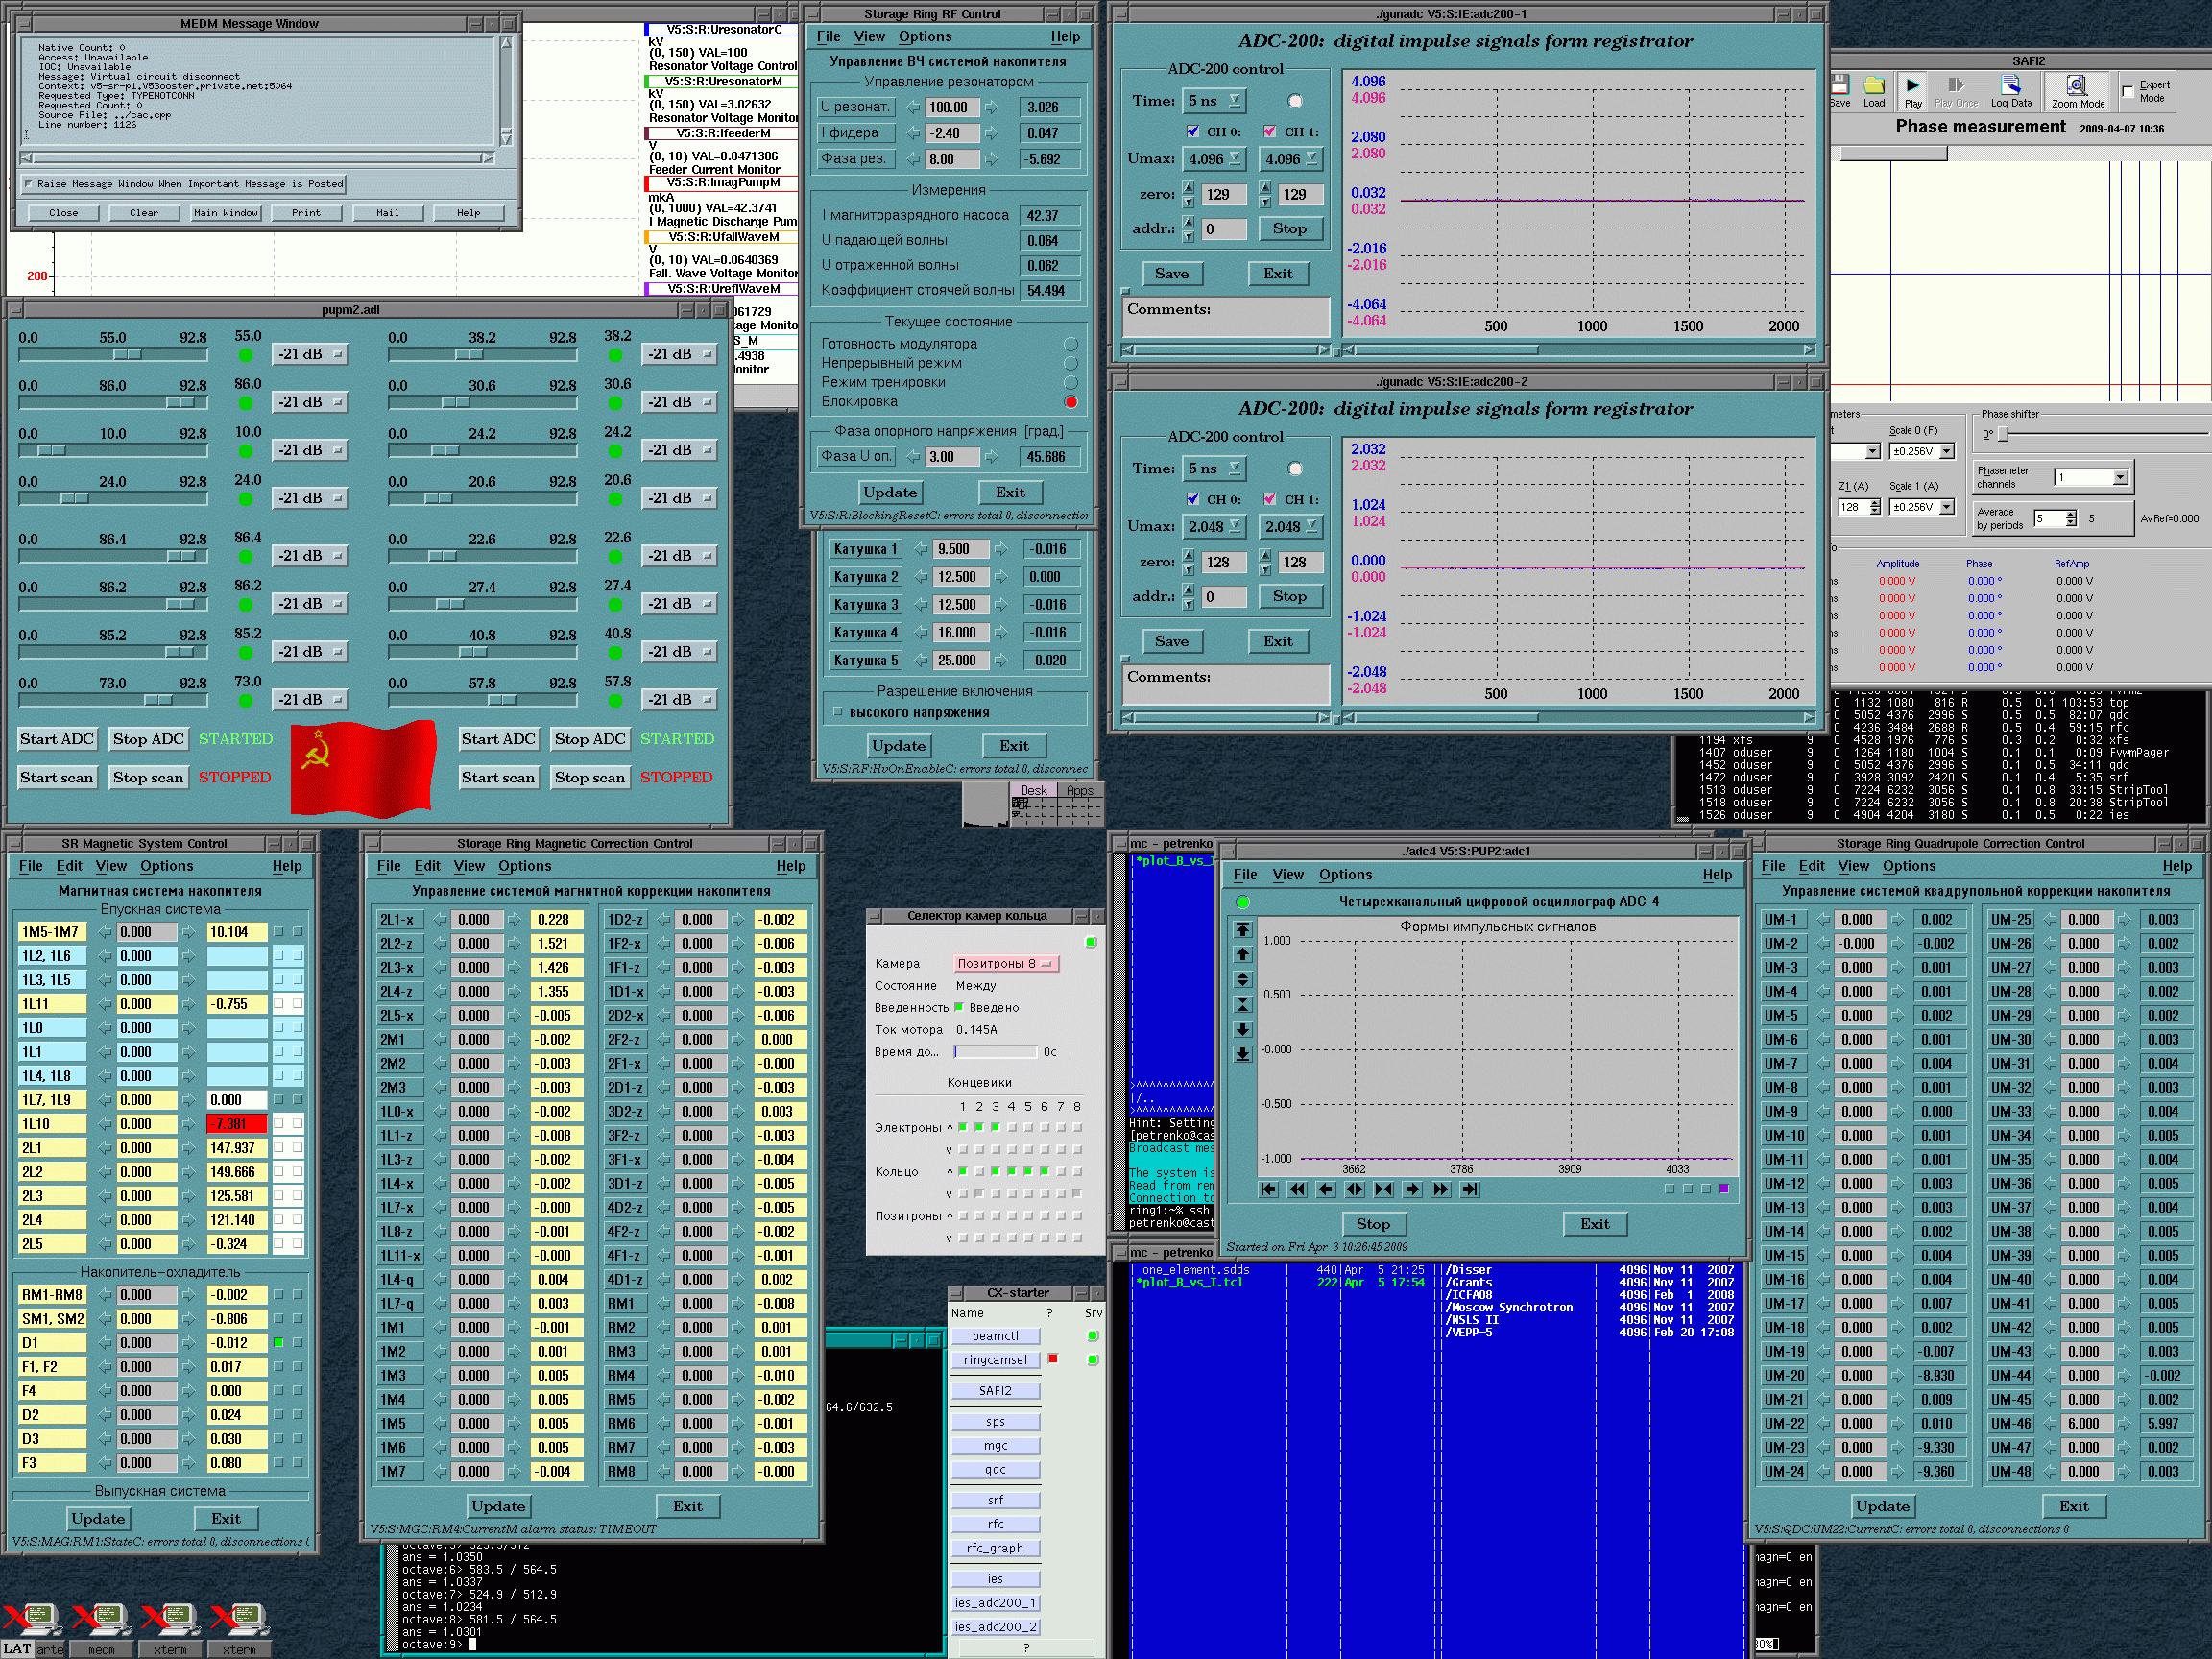 MEDM Message Window
Native Count: 0
Access: Unavailable
IOC: Unavailable
Message: Virtual circuit disconnect
Context: v5-sr-p1.V5Booster.private.net:5064
Requested Type: TYPENOTCONN
Requested Count: 0
Source File: ../cac.cpp
Line number: 1126
Raise Message Window When Important Message is Posted
Close Clear Main Window Print Mail Help
200
V5:S:R:UresonatorC
kV
(0, 150) VAL=100
Resonator Voltage Control
V5:S:R:UresonatorM
kV
(0, 150) VAL=3.02632
Resonator Voltage Monitor
V5:S:R:IfeederM
V
(0, 10) VAL=0.0471306
Feeder Current Monitor
V5:S:R:ImagPumpM
mkA
(0, 1000) VAL=42.3741
I Magnetic Discharge Pum
V5:S:R:UfallWaveM
V
(0, 10) VAL=0.0640369
Fall. Wave Voltage Monitor
V5:S:R:UreflWaveM
pupm2.adl
0.0 55.0 92.8 55.0 -21 dB 0.0 38.2 92.8 38.2 -21 dB
0.0 86.0 92.8 86.0 -21 dB 0.0 30.6 92.8 30.6 -21 dB
0.0 10.0 92.8 10.0 -21 dB 0.0 24.2 92.8 24.2 -21 dB
0.0 24.0 92.8 24.0 -21 dB 0.0 20.6 92.8 20.6 -21 dB
0.0 86.4 92.8 86.4 -21 dB 0.0 22.6 92.8 22.6 -21 dB
0.0 86.2 92.8 86.2 -21 dB 0.0 27.4 92.8 27.4 -21 dB
0.0 85.2 92.8 85.2 -21 dB 0.0 40.8 92.8 40.8 -21 dB
0.0 73.0 92.8 73.0 -21 dB 0.0 57.8 92.8 57.8 -21 dB
Start ADC Stop ADC STARTED Start ADC Stop ADC STARTED
Start scan Stop scan STOPPED Start scan Stop scan STOPPED
Storage Ring RF Control
File View Options Help
Управление ВЧ системой накопителя
Управление резонатором
U резонат. 100.00 3.026
I фидера -2.40 0.047
Фаза рез. 8.00 -5.692
Измерения
I магниторазрядного насоса 42.37
U падающей волны 0.064
U отраженной волны 0.062
Коэффициент стоячей волны 54.494
Текущее состояние
Готовность модулятора
Непрерывный режим
Режим тренировки
Блокировка
Фаза опорного напряжения [град.]
Фаза U оп. 3.00 45.686
Update Exit
V5:S:R:BlockingResetC: errors total 0, disconnection
Катушка 1 9.500 -0.016
Катушка 2 12.500 0.000
Катушка 3 12.500 -0.016
Катушка 4 16.000 -0.016
Катушка 5 25.000 -0.020
Разрешение включения
высокого напряжения
Update Exit
V5:S:RF:HvOnEnableC: errors total 0, disconnec
Desk Apps
./gunadc V5:S:IE:adc200-1
ADC-200: digital impulse signals form registrator
ADC-200 control
Time: 5 ns
CH 0: CH 1:
Umax: 4.096 4.096
zero: 129 129
addr.: 0 Stop
Save Exit
Comments:
4.096
4.096
2.080
2.080
0.032
0.032
-2.016
-2.016
-4.064
-4.064
500 1000 1500 2000
./gunadc V5:S:IE:adc200-2
ADC-200: digital impulse signals form registrator
ADC-200 control
Time: 5 ns
CH 0: CH 1:
Umax: 2.048 2.048
zero: 128 128
addr.: 0 Stop
Save Exit
Comments:
2.032
2.032
1.024
1.024
0.000
0.000
-1.024
-1.024
-2.048
-2.048
500 1000 1500 2000
SAFI2
Save Load Play Play Once Log Data Zoom Mode Expert Mode
Phase measurement 2009-04-07 10:36
Scale 0 (F)
±0.256V
Z1 (A) Scale 1 (A)
128 ±0.256V
Phase shifter
0°
Phasemeter channels 1
Average by periods 5 5 AvRef=0.000
Amplitude Phase RefAmp
0.000 V 0.000 ° 0.000 V
0.000 V 0.000 ° 0.000 V
0.000 V 0.000 ° 0.000 V
0.000 V 0.000 ° 0.000 V
0.000 V 0.000 ° 0.000 V
0.000 V 0.000 ° 0.000 V
0 1132 1080 816 R 0.5 0.1 103:53 top
0 5052 4376 2996 S 0.5 0.5 82:07 qdc
0 4236 3484 2688 R 0.5 0.4 59:15 rfc
1194 xfs 9 0 4528 1976 776 S 0.3 0.2 0:32 xfs
1407 oduser 9 0 1264 1180 1004 S 0.1 0.1 0:09 FvwmPager
1452 oduser 9 0 5052 4376 2996 S 0.1 0.5 34:11 qdc
1472 oduser 9 0 3928 3092 2420 S 0.1 0.4 5:35 srf
1513 oduser 9 0 7224 6232 3056 S 0.1 0.8 33:15 StripTool
1518 oduser 9 0 7224 6232 3056 S 0.1 0.8 20:38 StripTool
1526 oduser 9 0 4904 4204 3180 S 0.1 0.5 0:22 ies
SR Magnetic System Control
File Edit View Options Help
Магнитная система накопителя
Впускная система
1M5-1M7 0.000 10.104
1L2, 1L6 0.000
1L3, 1L5 0.000
1L11 0.000 -0.755
1L0 0.000
1L1 0.000
1L4, 1L8 0.000
1L7, 1L9 0.000 0.000
1L10 0.000 -7.381
2L1 0.000 147.937
2L2 0.000 149.666
2L3 0.000 125.581
2L4 0.000 121.140
2L5 0.000 -0.324
Накопитель-охладитель
RM1-RM8 0.000 -0.002
SM1, SM2 0.000 -0.806
D1 0.000 -0.012
F1, F2 0.000 0.017
F4 0.000 0.000
D2 0.000 0.024
D3 0.000 0.030
F3 0.000 0.080
Выпускная система
Update Exit
V5:S:MAG:RM1:StateC: errors total 0, disconnections
Storage Ring Magnetic Correction Control
File Edit View Options Help
Управление системой магнитной коррекции накопителя
2L1-x 0.000 0.228 1D2-z 0.000 -0.002
2L2-z 0.000 1.521 1F2-x 0.000 -0.006
2L3-x 0.000 1.426 1F1-z 0.000 -0.003
2L4-z 0.000 1.355 1D1-x 0.000 -0.003
2L5-x 0.000 -0.005 2D2-x 0.000 -0.006
2M1 0.000 -0.002 2F2-z 0.000 0.000
2M2 0.000 -0.003 2F1-x 0.000 -0.003
2M3 0.000 -0.003 2D1-z 0.000 -0.003
1L0-x 0.000 -0.002 3D2-z 0.000 0.003
1L1-z 0.000 -0.008 3F2-z 0.000 -0.003
1L3-z 0.000 -0.002 3F1-x 0.000 -0.004
1L4-x 0.000 -0.002 3D1-z 0.000 -0.005
1L7-x 0.000 -0.000 4D2-z 0.000 -0.005
1L8-z 0.000 -0.001 4F2-z 0.000 -0.002
1L11-x 0.000 -0.000 4F1-z 0.000 -0.001
1L4-q 0.000 0.004 4D1-z 0.000 0.002
1L7-q 0.000 0.003 RM1 0.000 -0.008
1M1 0.000 -0.001 RM2 0.000 0.001
1M2 0.000 0.001 RM3 0.000 0.001
1M3 0.000 0.005 RM4 0.000 -0.010
1M4 0.000 0.005 RM5 0.000 -0.002
1M5 0.000 0.005 RM6 0.000 -0.001
1M6 0.000 0.005 RM7 0.000 -0.003
1M7 0.000 -0.004 RM8 0.000 -0.000
Update Exit
V5:S:MGC:RM4:CurrentM alarm status: TIMEOUT
64.6/632.5
ans = 1.0350
octave:6> 583.5 / 564.5
ans = 1.0337
octave:7> 524.9 / 512.9
ans = 1.0234
octave:8> 581.5 / 564.5
ans = 1.0301
octave:9>
Селектор камер кольца
Камера Позитроны 8
Состояние Между
Введенность Введено
Ток мотора 0.145A
Время до... 0с
Концевики
1 2 3 4 5 6 7 8
Электроны ^
v
Кольцо ^
v
Позитроны ^
v
CX-starter
Name ? Srv
beamctl
ringcamsel
SAFI2
sps
mgc
qdc
srf
rfc
rfc_graph
ies
ies_adc200_1
ies_adc200_2
?
mc - petrenko
*plot_B_vs_I
/..
Hint: Setting
[petrenko@cas
Broadcast mes
The system is
Read from rem
Connection to
ring1:~% ssh
petrenko@cast
./adc4 V5:S:PUP2:adc1
File View Options Help
Четырехканальный цифровой осциллограф ADC-4
Формы импульсных сигналов
1.000
0.500
-0.000
-0.500
-1.000
3662 3786 3909 4033
Stop Exit
Started on Fri Apr 3 10:26:45 2009
mc - petrenko
one_element.sdds 440 Apr 5 21:25 /Disser 4096 Nov 11 2007
*plot_B_vs_I.tcl 222 Apr 5 17:54 /Grants 4096 Nov 11 2007
/ICFA08 4096 Feb 1 2008
/Moscow Synchrotron 4096 Nov 11 2007
/NSLS II 4096 Nov 11 2007
/VEPP-5 4096 Feb 20 17:08
Storage Ring Quadrupole Correction Control
File Edit View Options Help
Управление системой квадрупольной коррекции накопителя
UM-1 0.000 0.002 UM-25 0.000 0.003
UM-2 -0.000 -0.002 UM-26 0.000 0.002
UM-3 0.000 0.001 UM-27 0.000 0.003
UM-4 0.000 0.001 UM-28 0.000 0.002
UM-5 0.000 0.002 UM-29 0.000 0.002
UM-6 0.000 0.001 UM-30 0.000 0.003
UM-7 0.000 0.004 UM-31 0.000 0.004
UM-8 0.000 0.001 UM-32 0.000 0.003
UM-9 0.000 0.000 UM-33 0.000 0.004
UM-10 0.000 0.001 UM-34 0.000 0.005
UM-11 0.000 0.001 UM-35 0.000 0.004
UM-12 0.000 0.003 UM-36 0.000 0.005
UM-13 0.000 0.001 UM-37 0.000 0.004
UM-14 0.000 0.002 UM-38 0.000 0.005
UM-15 0.000 0.004 UM-39 0.000 0.005
UM-16 0.000 0.004 UM-40 0.000 0.003
UM-17 0.000 0.007 UM-41 0.000 0.005
UM-18 0.000 0.002 UM-42 0.000 0.005
UM-19 0.000 -0.007 UM-43 0.000 0.003
UM-20 0.000 -8.930 UM-44 0.000 -0.002
UM-21 0.000 0.009 UM-45 0.000 0.002
UM-22 0.000 0.010 UM-46 6.000 5.997
UM-23 0.000 -9.330 UM-47 0.000 0.002
UM-24 0.000 -9.360 UM-48 0.000 0.003
Update Exit
V5:S:QDC:UM22:CurrentC: errors total 0, disconnections 0
magn=0 en
magn=0 en
magn=0 en
LAT arte medm xterm xterm